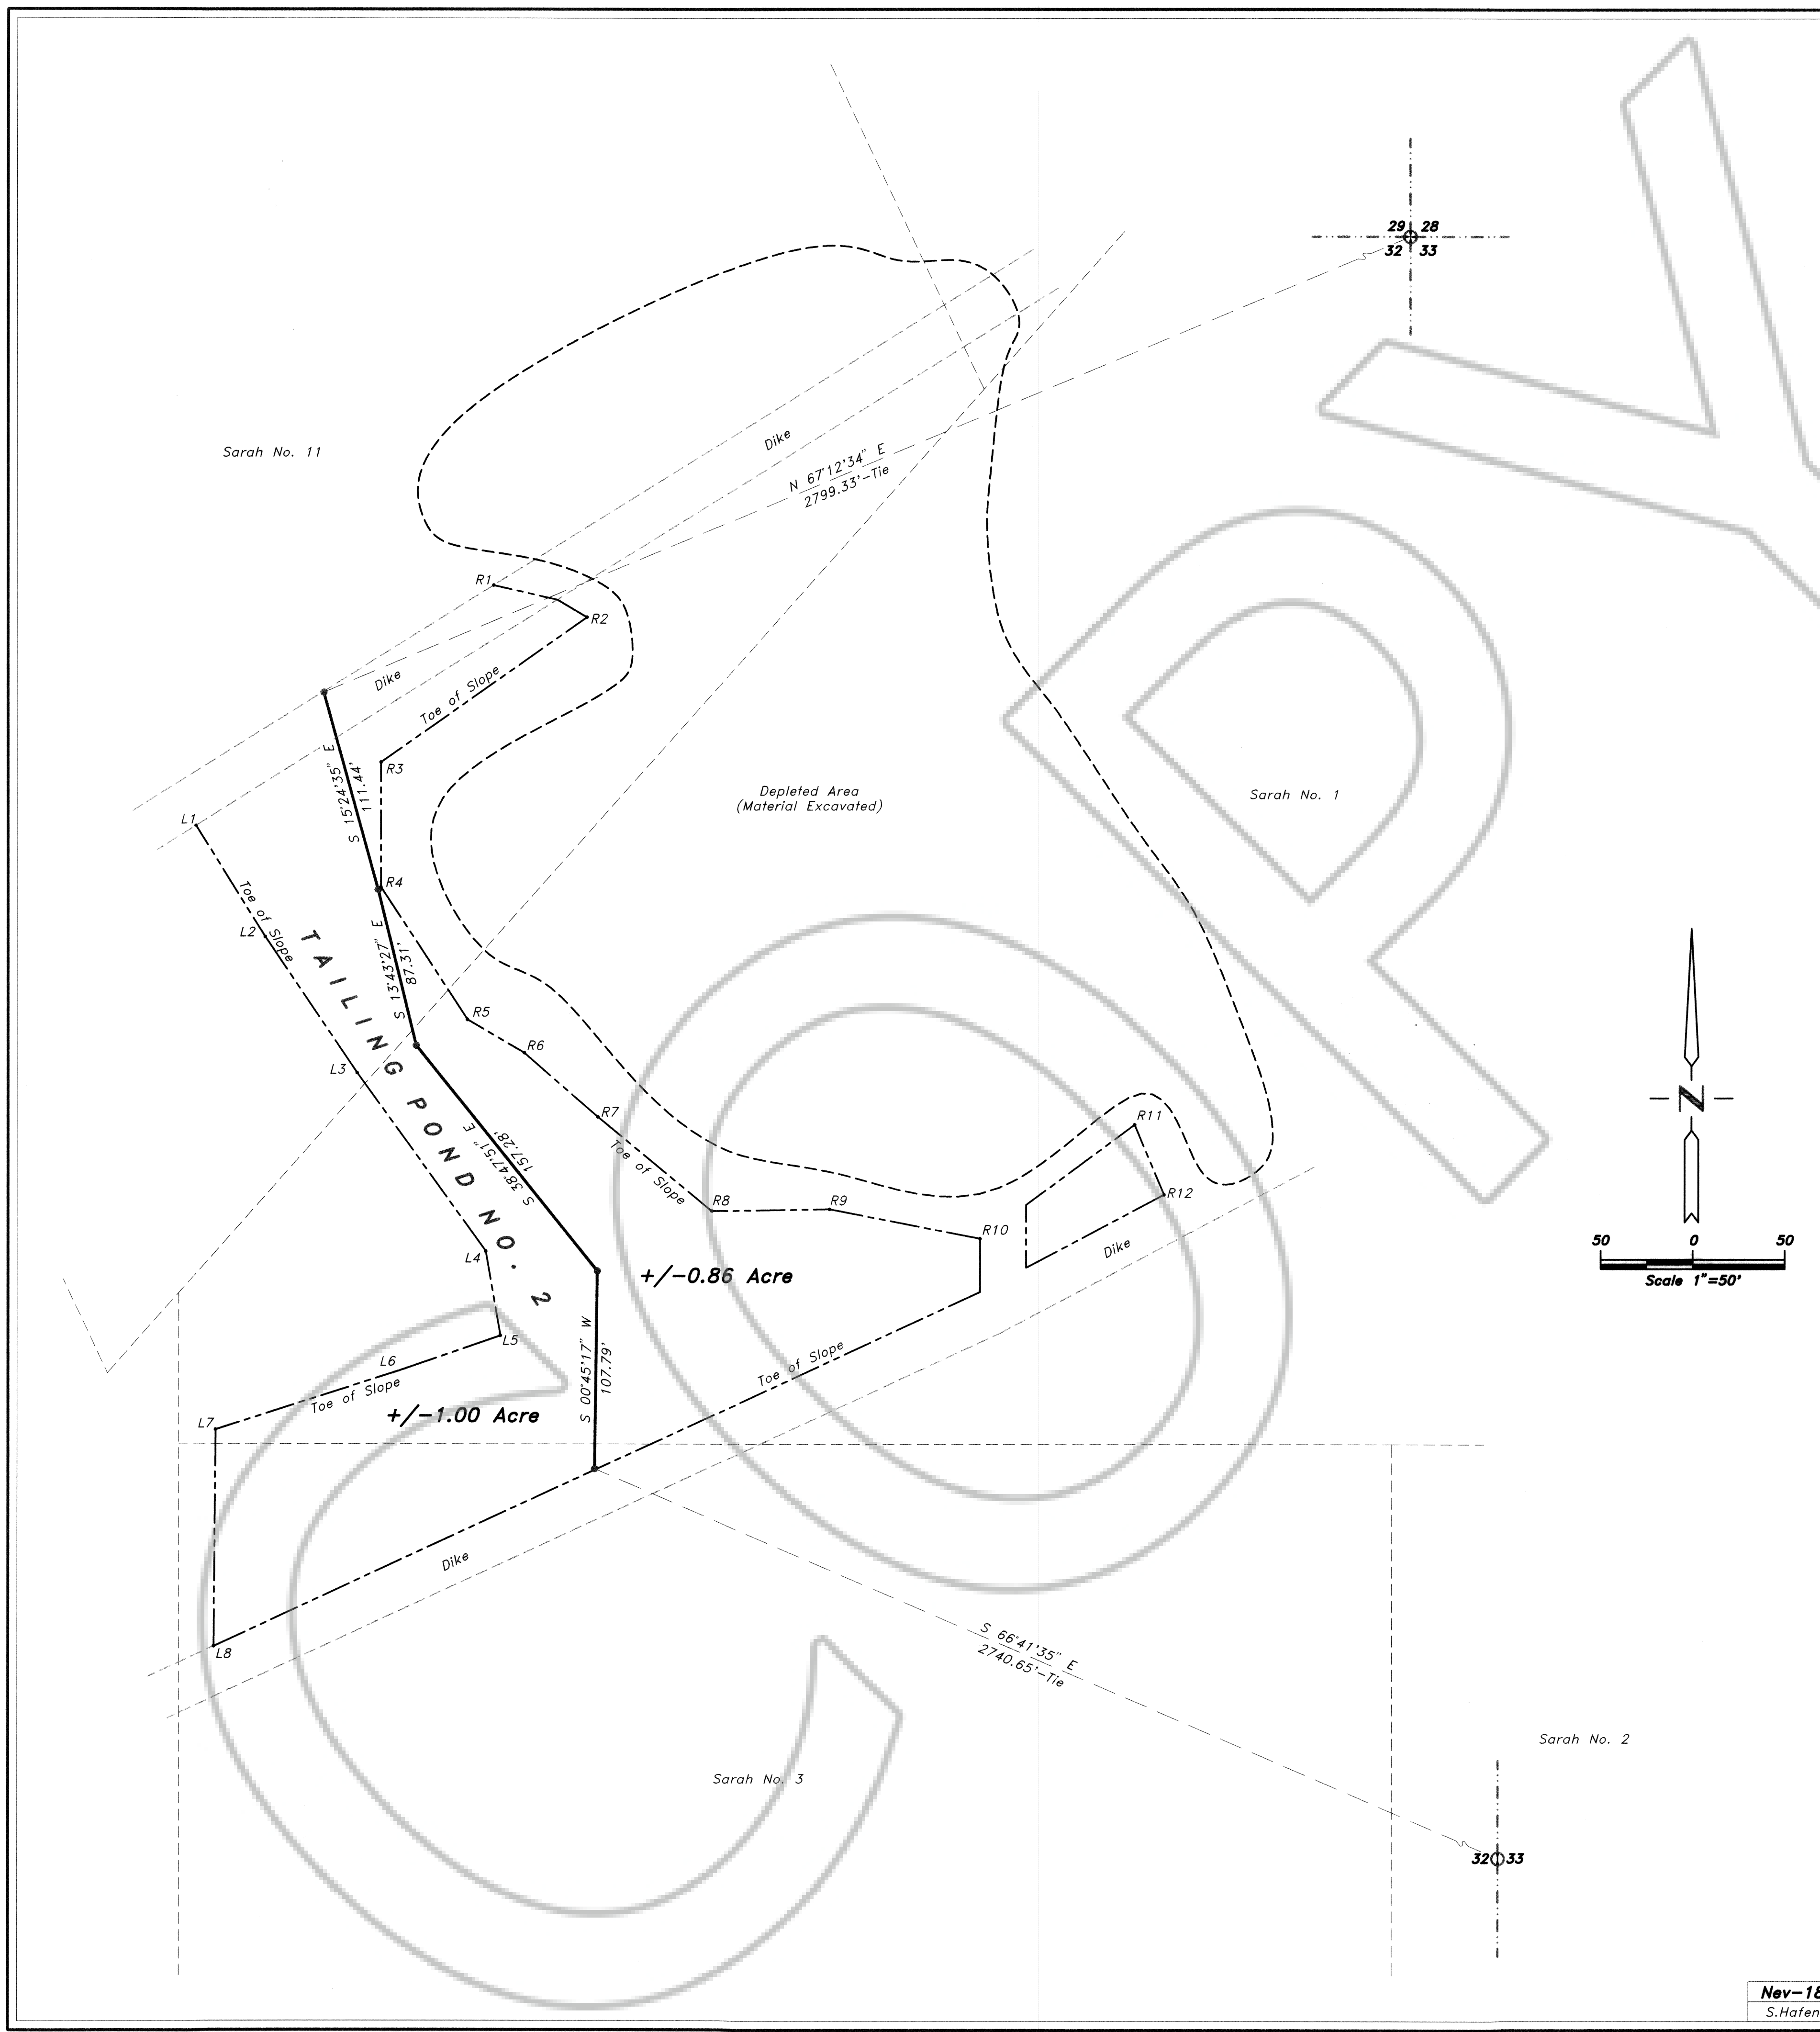 29 28
32 33
Sarah No. 11
Dike
N 67°12'34" E
2799.33'-Tie
R1
R2
Dike
Toe of Slope
R3
S 15°24'35" E
111.44'
Depleted Area
(Material Excavated)
Sarah No. 1
L1
R4
Toe of Slope
L2
S 13°43'27" E
87.31'
TAILING POND NO. 2
R5
R6
L3
R7
Toe of Slope
S 38°47'51" E
157.28'
R8
R9
R10
R11
R12
Dike
N
50 0 50
Scale 1"=50'
L4
+/-0.86 Acre
L5
L6
Toe of Slope
S 00°45'17" W
107.79'
Toe of Slope
L7
+/-1.00 Acre
Dike
L8
S 66°41'35" E
2740.65'-Tie
Sarah No. 2
Sarah No. 3
32 33
Nev-18
S.Hafen
COPY